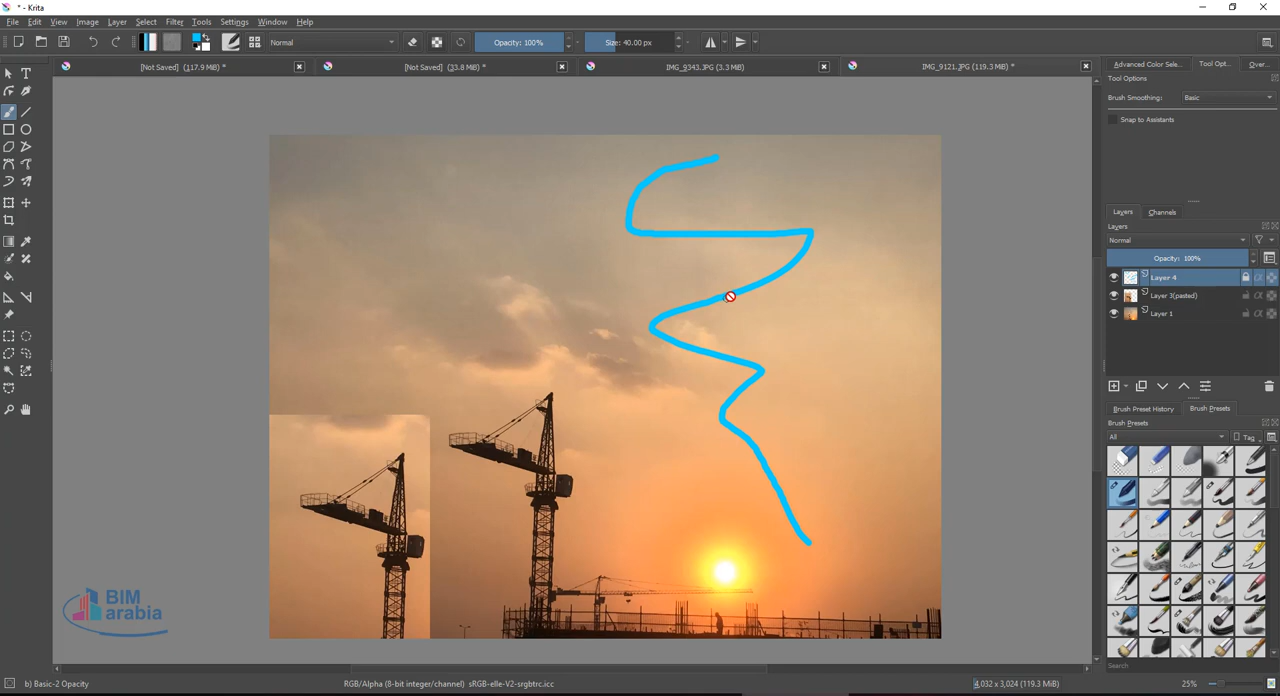 * - Krita
File Edit View Image Layer Select Filter Tools Settings Window Help
Normal Opacity: 100% Size: 40.00 px
[Not Saved] (117.9 MiB) * [Not Saved] (33.8 MiB) * IMG_9343.JPG (3.3 MiB) IMG_9121.JPG (119.3 MiB) *
Advanced Color Sele... Tool Opt... Over...
Tool Options
Brush Smoothing: Basic
Snap to Assistants
Layers Channels
Layers
Normal
Opacity: 100%
Layer 4
Layer 3(pasted)
Layer 1
Brush Preset History Brush Presets
Brush Presets
All Tag
Search
BIM
arabia
b) Basic-2 Opacity RGB/Alpha (8-bit integer/channel) sRGB-elle-V2-srgbtrc.icc 4,032 x 3,024 (119.3 MiB) 25%